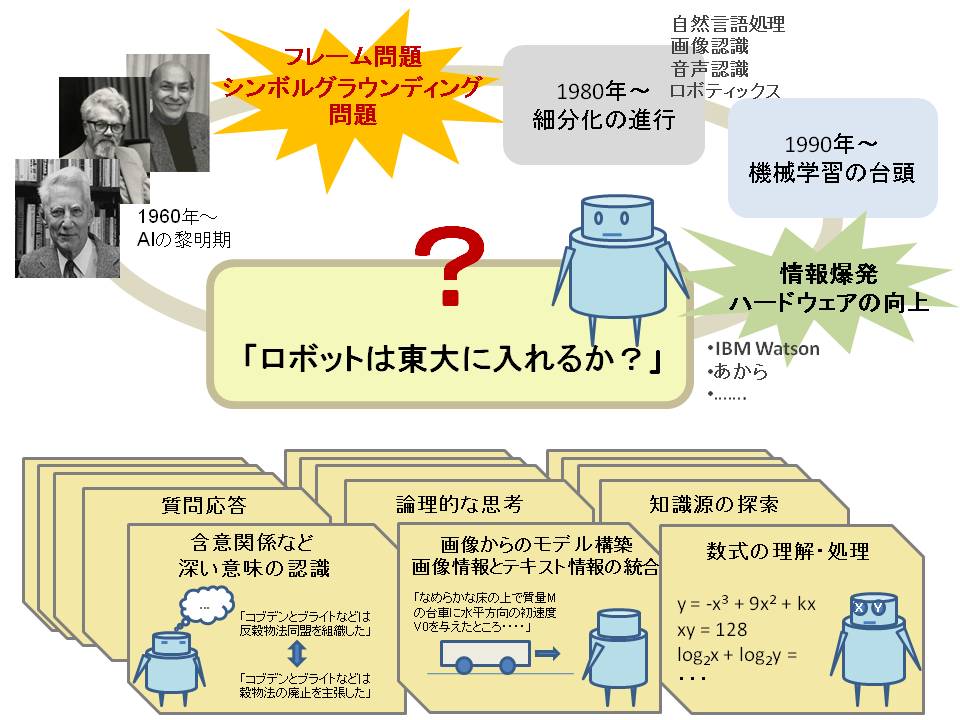 フレーム問題
シンボルグラウンディング
問題
1960年～
AIの黎明期
1980年～
細分化の進行
自然言語処理
画像認識
音声認識
ロボティックス
1990年～
機械学習の台頭
情報爆発
ハードウェアの向上
•IBM Watson
•あから
•…….
?
「ロボットは東大に入れるか？」
質問応答
論理的な思考
知識源の探索
含意関係など
深い意味の認識
...
「コブデンとブライトなどは
反穀物法同盟を組織した」
「コブデンとブライトなどは
穀物法の廃止を主張した」
画像からのモデル構築
画像情報とテキスト情報の統合
「なめらかな床の上で質量M
の台車に水平方向の初速度
V0を与えたところ・・・・」
数式の理解・処理
y = -x³ + 9x² + kx
xy = 128
log₂x + log₂y =
・・・
X Y